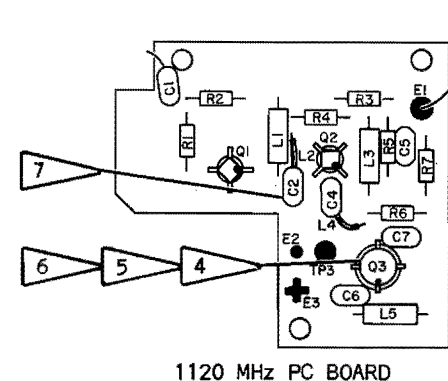 C1
R2
R3
E1
R4
R1
L1
Q1
Q2
L2
L3
R5
C5
R7
7
C2
C4
L4
R6
E2
C7
6
5
4
TP3
Q3
E3
C6
L5
1120 MHz PC BOARD